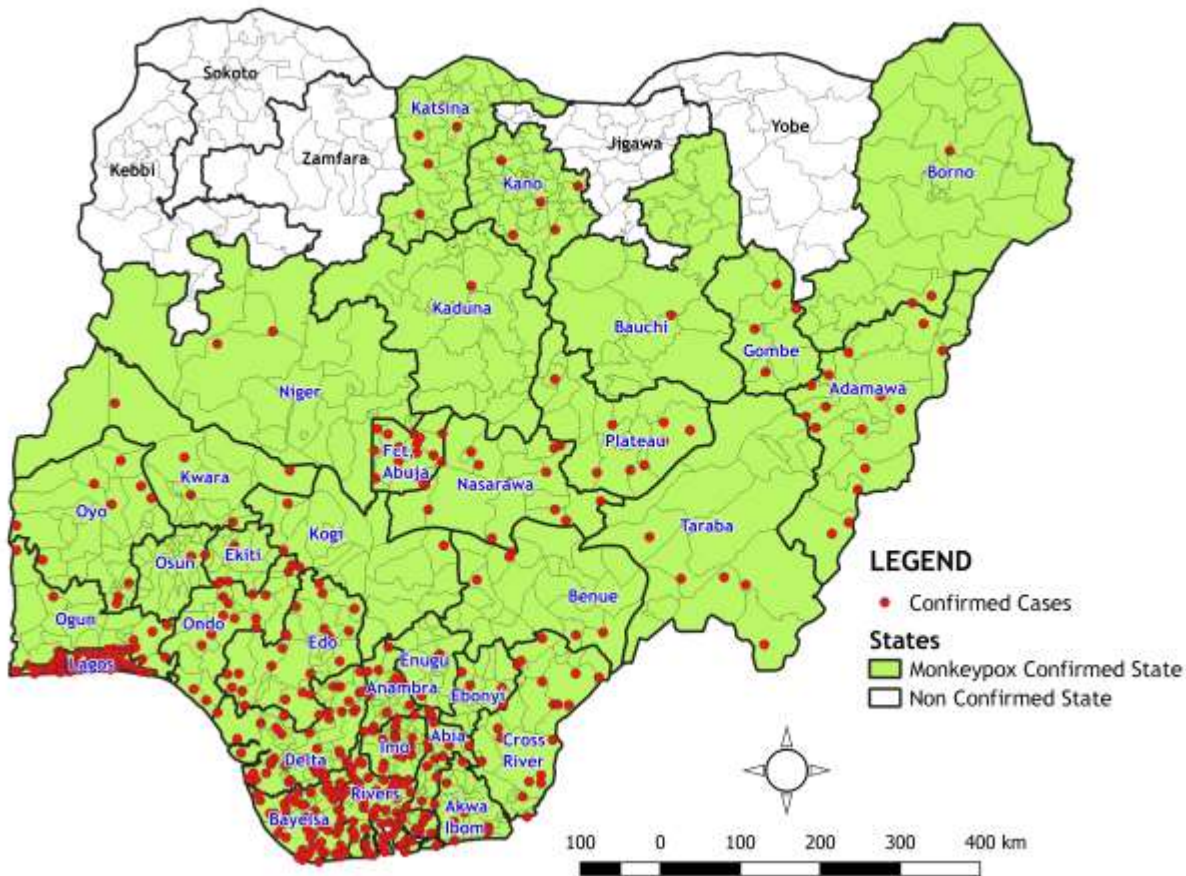 Sokoto
Katsina
Yobe
Kebbi
Zamfara
Jigawa
Kano
Borno
Kaduna
Bauchi
Gombe
Adamawa
Niger
Plateau
Fct,
Abuja
Nasarawa
Kwara
Oyo
Kogi
Taraba
Osun
Ekiti
Benue
Ogun
Ondo
Edo
Lagos
Enugu
Anambra
Ebonyi
Imo
Abia
Cross
River
Delta
Rivers
Bayelsa
Akwa
Ibom
LEGEND
Confirmed Cases
States
Monkeypox Confirmed State
Non Confirmed State
100 0 100 200 300 400 km